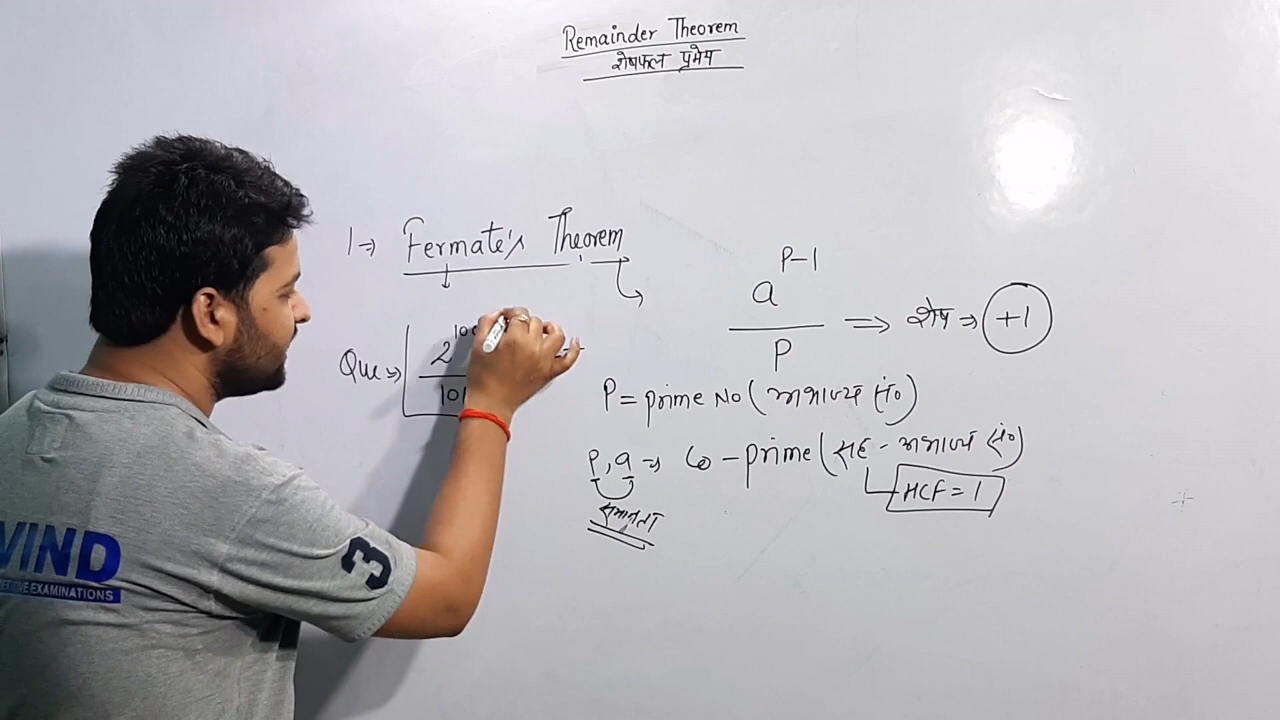 Remainder Theorem
शेषफल प्रमेय
1 ⇒ Fermate's Theorem
a^{P-1} / P ⇒ शेष ⇒ +1
Que ⇒ 2^{100 / 101
P = prime No (अभाज्य सं०)
P, a ⇒ Co-prime (सह-अभाज्य सं०)
HCF = 1
समानता
VIND
TIVE EXAMINATIONS
3